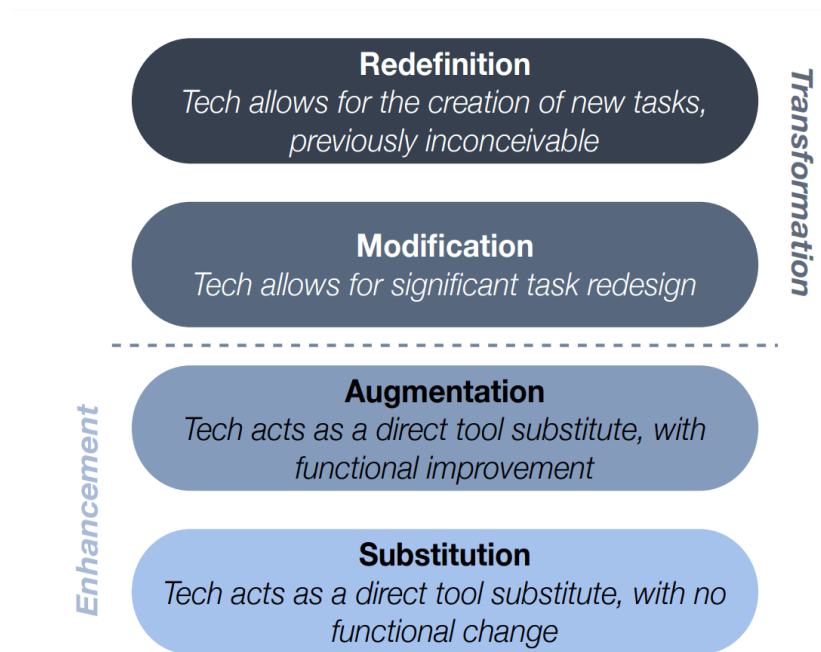 Redefinition
Tech allows for the creation of new tasks,
previously inconceivable
Transformation
Modification
Tech allows for significant task redesign
Augmentation
Tech acts as a direct tool substitute, with
functional improvement
Enhancement
Substitution
Tech acts as a direct tool substitute, with no
functional change